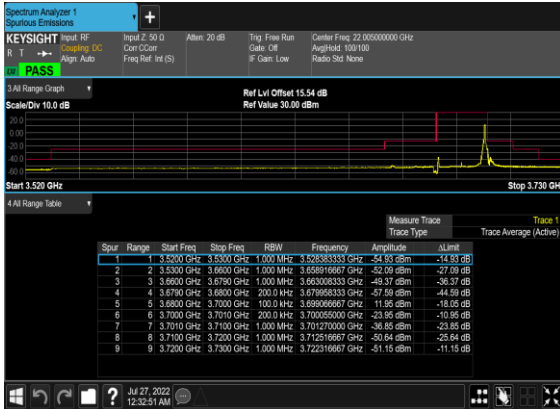 Spectrum Analyzer 1
Spurious Emissions
KEYSIGHT Input: RF Input Z: 50 Ω Atten: 20 dB Trig: Free Run Center Freq: 22.005000000 GHz
R T Coupling: DC Corr CCorr Gate: Off Avg|Hold: 100/100
Align: Auto Freq Ref: Int (S) IF Gain: Low Radio Std: None
PASS
3 All Range Graph
Ref Lvl Offset 15.54 dB
Scale/Div 10.0 dB Ref Value 30.00 dBm
20.0
0.00
-20.0
-40.0
-60.0
Start 3.520 GHz Stop 3.730 GH
4 All Range Table
Measure Trace Trace 1
Trace Type Trace Average (Active)
Spur Range Start Freq Stop Freq RBW Frequency Amplitude ΔLimit
1 1 3.5200 GHz 3.5300 GHz 1.000 MHz 3.528383333 GHz -54.93 dBm -14.93 dB
2 2 3.5300 GHz 3.6600 GHz 1.000 MHz 3.658916667 GHz -52.09 dBm -27.09 dB
3 3 3.6600 GHz 3.6790 GHz 1.000 MHz 3.663008333 GHz -49.37 dBm -36.37 dB
4 4 3.6790 GHz 3.6800 GHz 200.0 kHz 3.679958333 GHz -57.59 dBm -44.59 dB
5 5 3.6800 GHz 3.7000 GHz 100.0 kHz 3.699066667 GHz 11.95 dBm -18.05 dB
6 6 3.7000 GHz 3.7010 GHz 200.0 kHz 3.700055000 GHz -23.95 dBm -10.95 dB
7 7 3.7010 GHz 3.7100 GHz 1.000 MHz 3.701270000 GHz -36.85 dBm -23.85 dB
8 8 3.7100 GHz 3.7200 GHz 1.000 MHz 3.712516667 GHz -50.64 dBm -25.64 dB
9 9 3.7200 GHz 3.7300 GHz 1.000 MHz 3.722316667 GHz -51.15 dBm -11.15 dB
Jul 27, 2022
12:32:51 AM